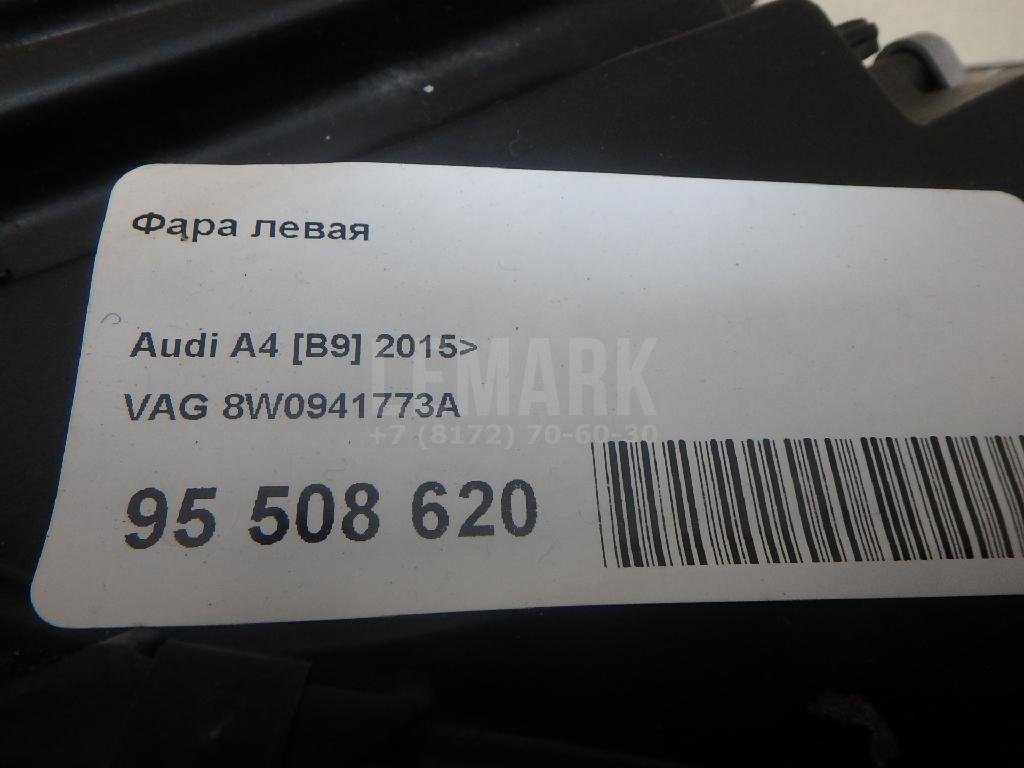 Фара левая
Audi A4 [B9] 2015>
LEMARK
VAG 8W0941773A
+7 (8172) 70-60-30
95 508 620